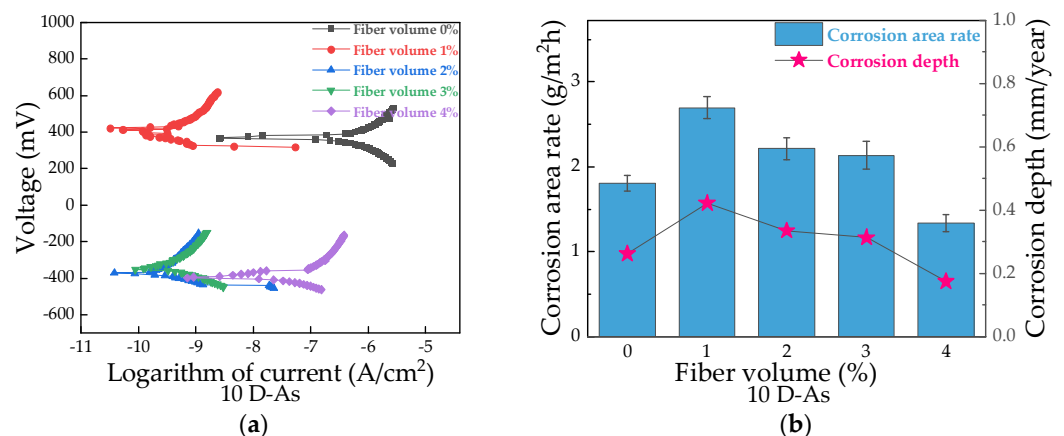 1000
800
600
400
200
0
-200
-400
-600
Voltage (mV)
Fiber volume 0%
Fiber volume 1%
Fiber volume 2%
Fiber volume 3%
Fiber volume 4%
-11 -10 -9 -8 -7 -6 -5
Logarithm of current (A/cm²)
10 D-As
(a)
Corrosion area rate (g/m²h)
3
2
1
0
Corrosion area rate
Corrosion depth
1.0
0.8
0.6
0.4
0.2
0.0
Corrosion depth (mm/year)
0 1 2 3 4
Fiber volume (%)
10 D-As
(b)